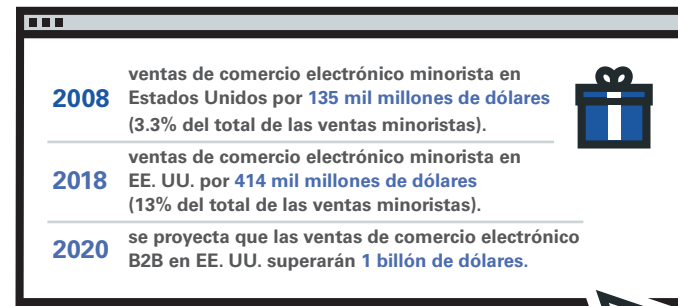 2008
ventas de comercio electrónico minorista en
Estados Unidos por 135 mil millones de dólares
(3.3% del total de las ventas minoristas).
2018
ventas de comercio electrónico minorista en
EE. UU. por 414 mil millones de dólares
(13% del total de las ventas minoristas).
2020
se proyecta que las ventas de comercio electrónico
B2B en EE. UU. superarán 1 billón de dólares.